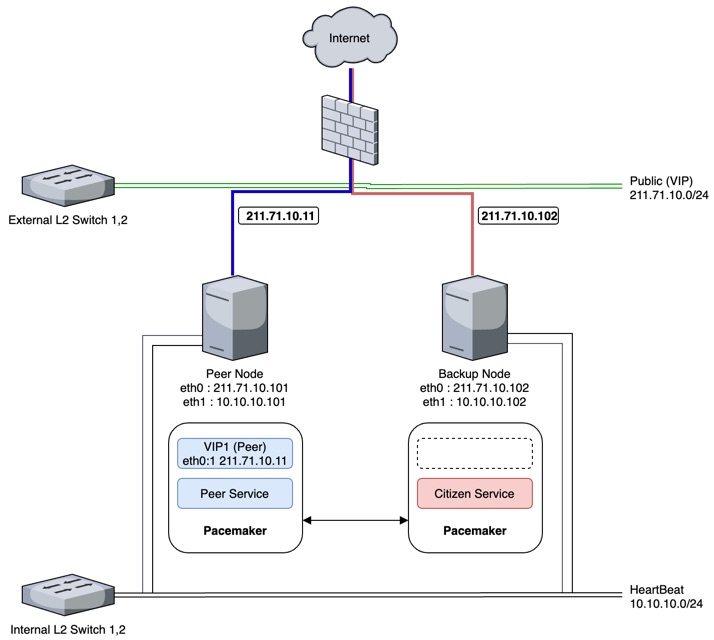 Internet
Public (VIP)
211.71.10.0/24
External L2 Switch 1,2
211.71.10.11
211.71.10.102
Peer Node
eth0 : 211.71.10.101
eth1 : 10.10.10.101
Backup Node
eth0 : 211.71.10.102
eth1 : 10.10.10.102
VIP1 (Peer)
eth0:1 211.71.10.11
Peer Service
Pacemaker
Citizen Service
Pacemaker
HeartBeat
10.10.10.0/24
Internal L2 Switch 1,2